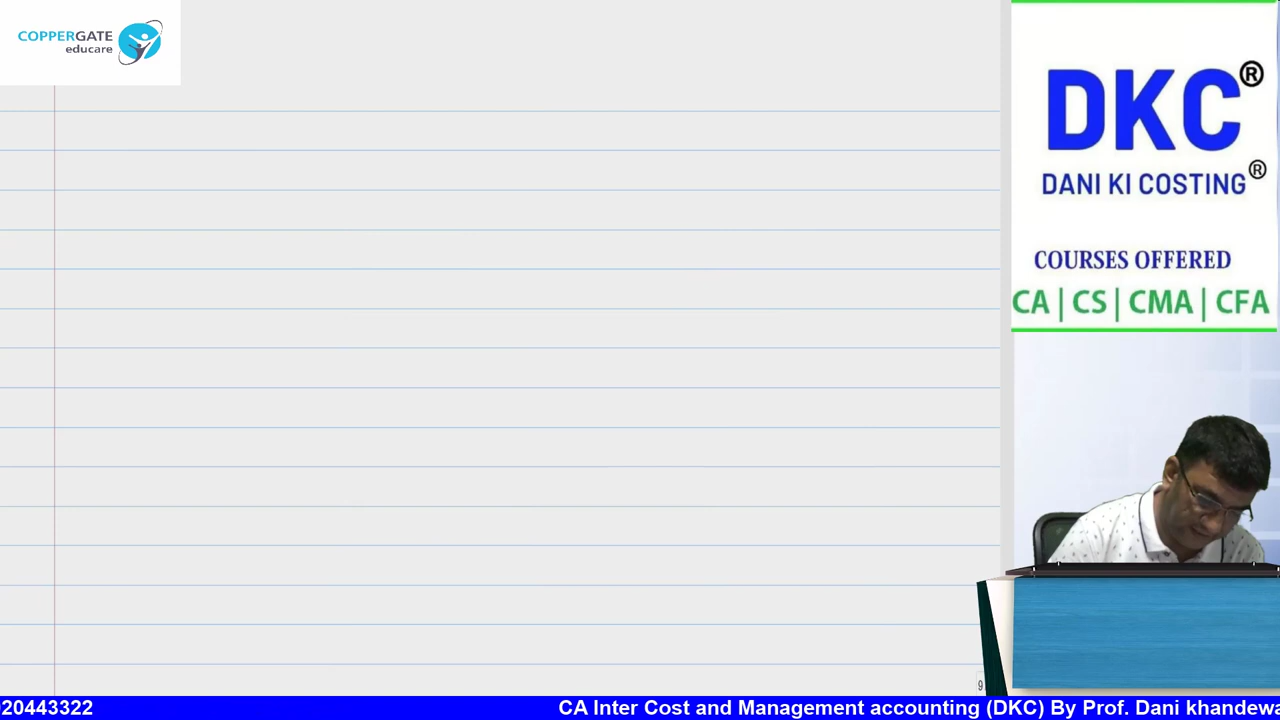 COPPERGATE
educare
DKC®
DANI KI COSTING®
COURSES OFFERED
CA | CS | CMA | CFA
9
20443322 CA Inter Cost and Management accounting (DKC) By Prof. Dani khandewa